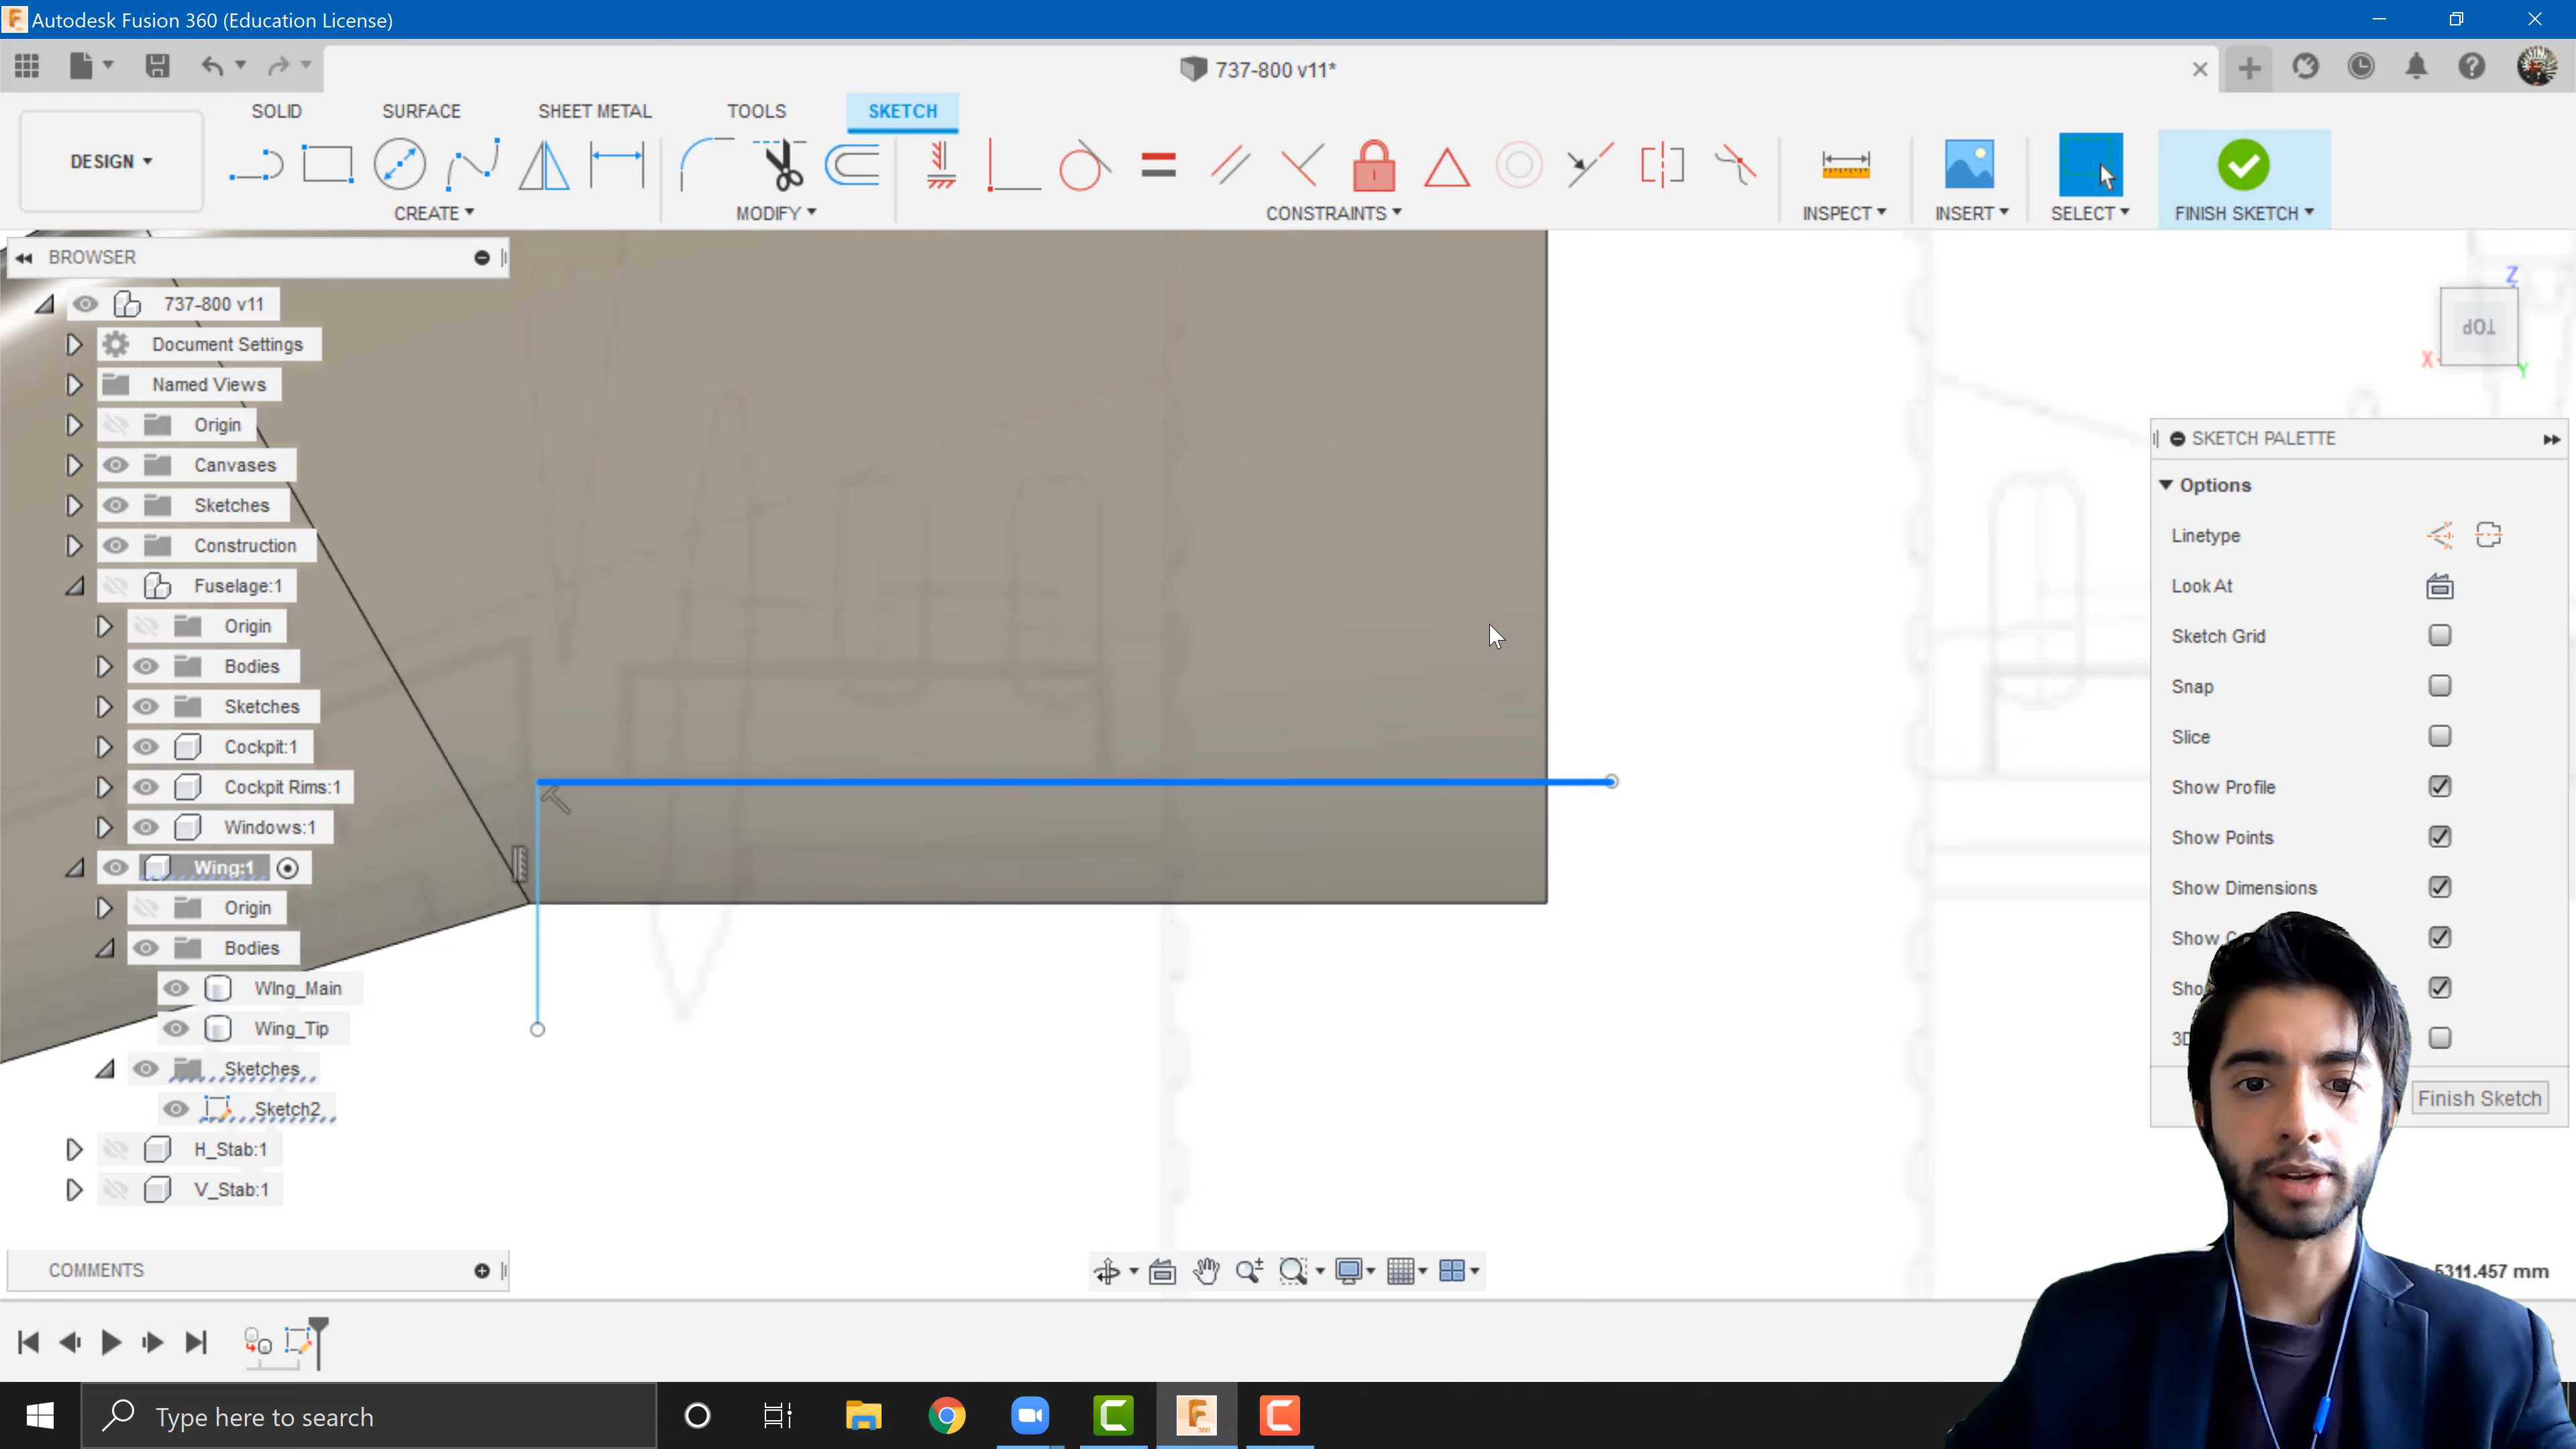 Autodesk Fusion 360 (Education License)
737-800 v11*
SOLID SURFACE SHEET METAL TOOLS SKETCH
DESIGN
CREATE MODIFY CONSTRAINTS INSPECT INSERT SELECT FINISH SKETCH
BROWSER
737-800 v11
Document Settings
Named Views
Origin
Canvases
Sketches
Construction
Fuselage:1
Origin
Bodies
Sketches
Cockpit:1
Cockpit Rims:1
Windows:1
Wing:1
Origin
Bodies
WIng_Main
Wing_Tip
Sketches
Sketch2
H_Stab:1
V_Stab:1
COMMENTS
Z
TOP
X
Y
SKETCH PALETTE
Options
Linetype
Look At
Sketch Grid
Snap
Slice
Show Profile
Show Points
Show Dimensions
Show
Finish Sketch
5311.457 mm
Type here to search
360